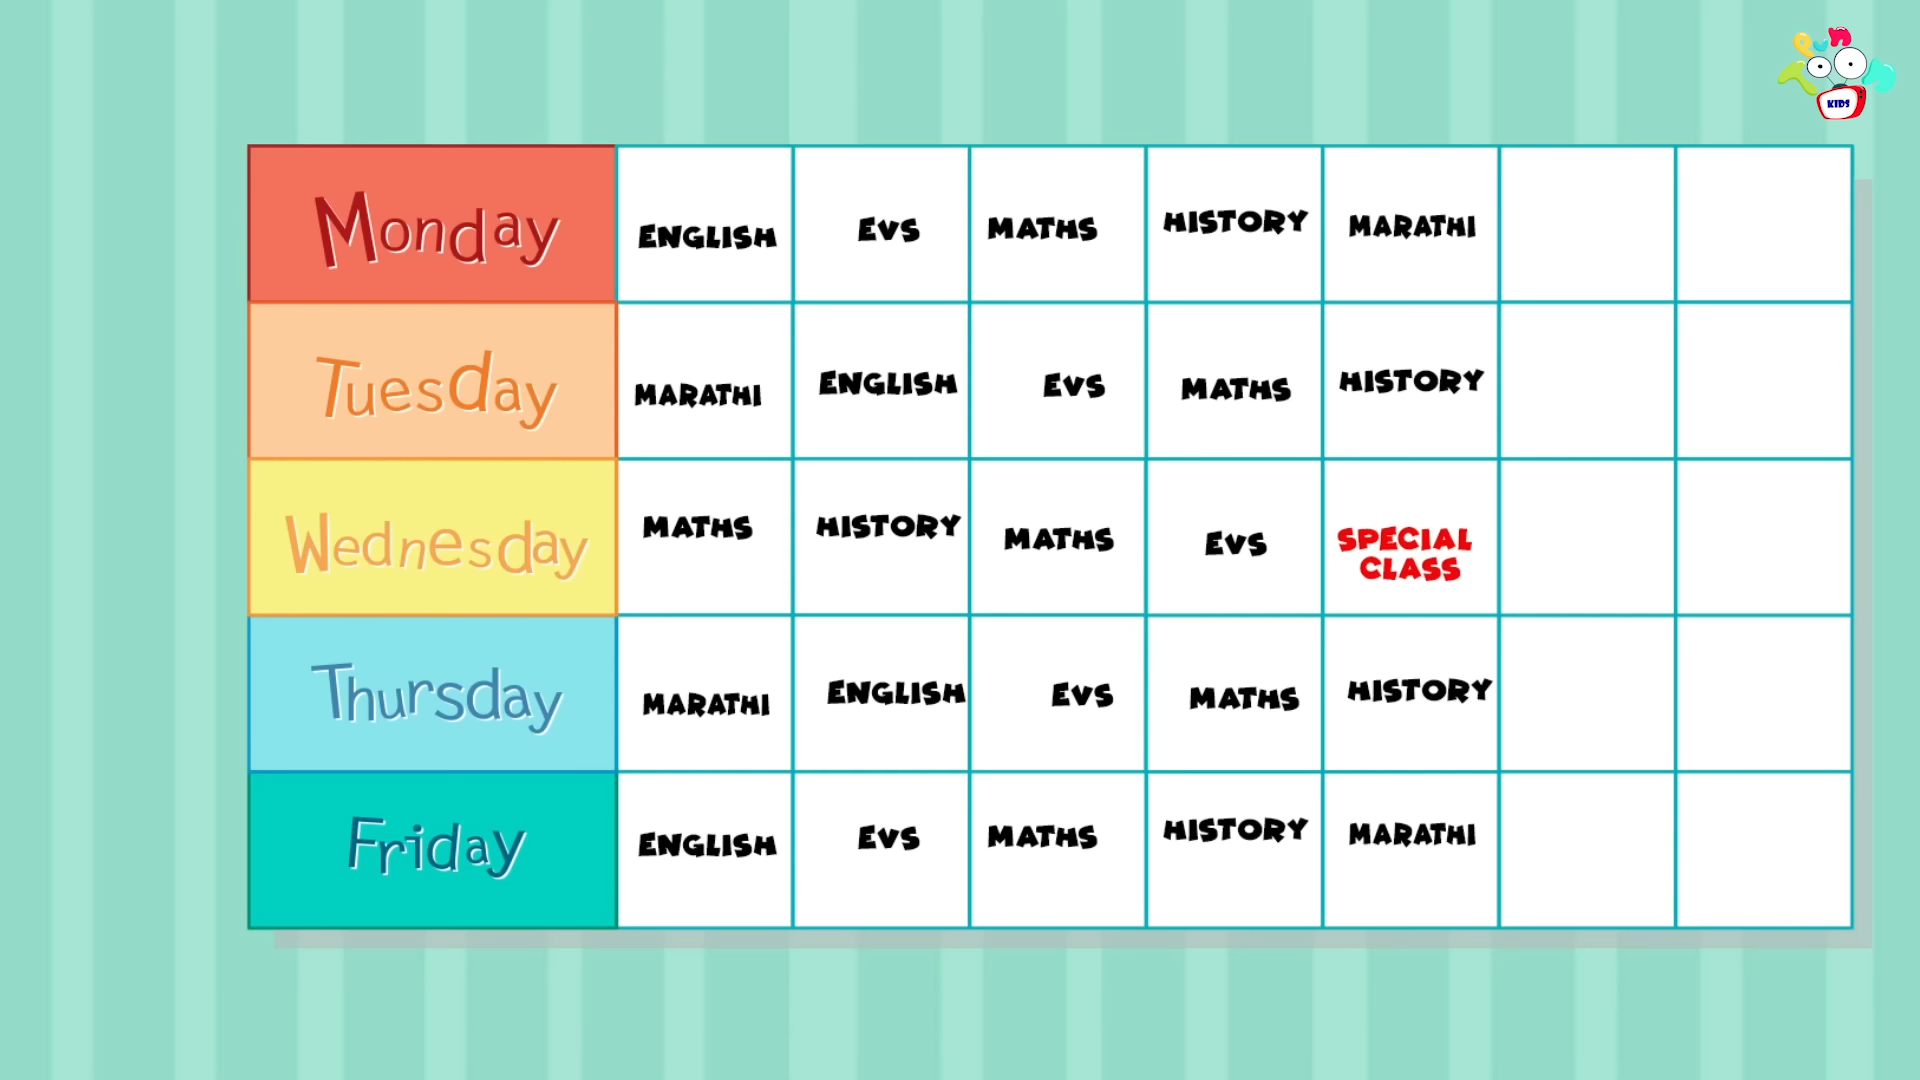 KIDS
Monday ENGLISH EVS MATHS HISTORY MARATHI
Tuesday MARATHI ENGLISH EVS MATHS HISTORY
Wednesday MATHS HISTORY MATHS EVS SPECIAL CLASS
Thursday MARATHI ENGLISH EVS MATHS HISTORY
Friday ENGLISH EVS MATHS HISTORY MARATHI